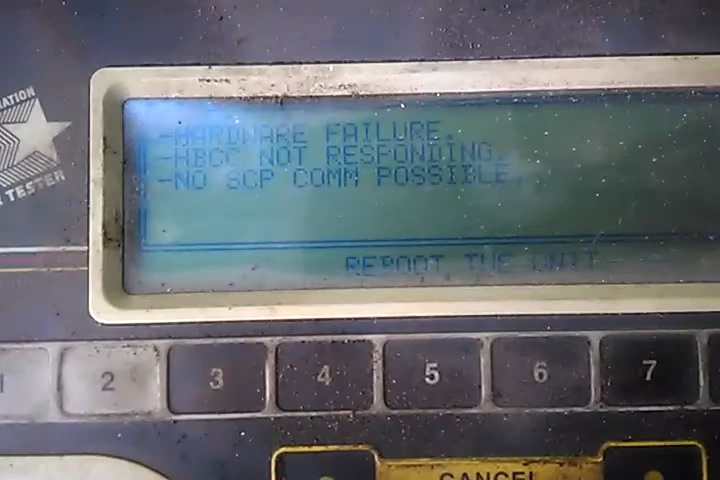 -HARDWARE FAILURE.
-HBCC NOT RESPONDING.
-NO SCP COMM POSSIBLE.
REBOOT THE UNIT
TESTER
1 2 3 4 5 6 7
CANCEL